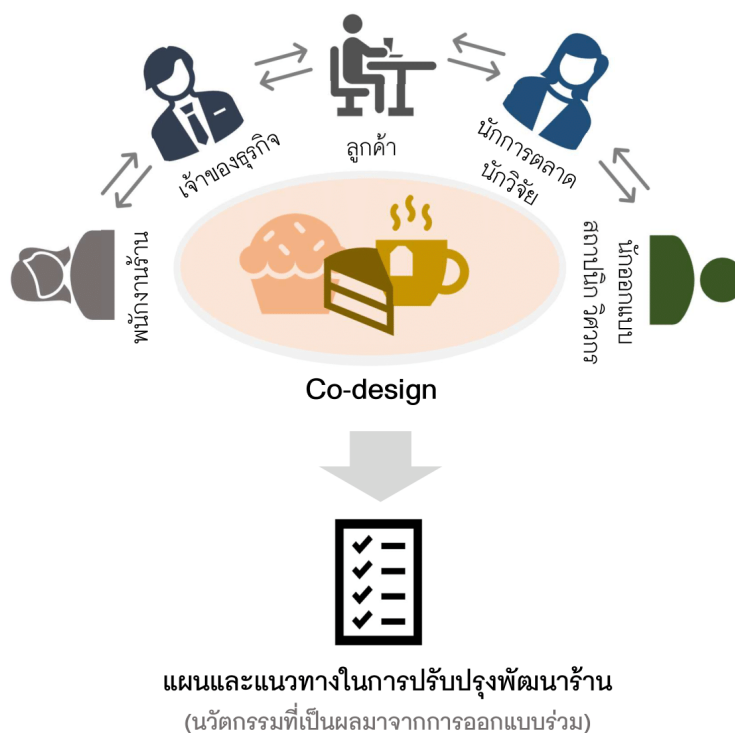 พนักงานร้าน
เจ้าของธุรกิจ
ลูกค้า
นักการตลาด
นักวิจัย
นักออกแบบ
สถาปนิก วิศวกร
Co-design
แผนและแนวทางในการปรับปรุงพัฒนาร้าน
(นวัตกรรมที่เป็นผลมาจากการออกแบบร่วม)